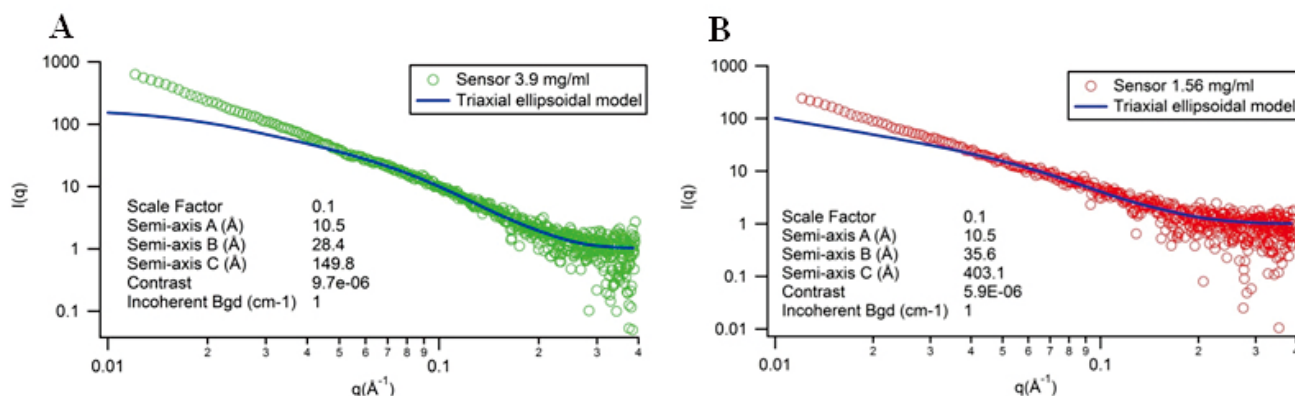 A
1000
100
10
1
0.1
I(q)
Sensor 3.9 mg/ml
Triaxial ellipsoidal model
Scale Factor 0.1
Semi-axis A (Å) 10.5
Semi-axis B (Å) 28.4
Semi-axis C (Å) 149.8
Contrast 9.7e-06
Incoherent Bgd (cm-1) 1
0.01 2 3 4 5 6 7 8 9 0.1 2 3 4
q(Å⁻¹)
B
1000
100
10
1
0.1
0.01
I(q)
Sensor 1.56 mg/ml
Triaxial ellipsoidal model
Scale Factor 0.1
Semi-axis A (Å) 10.5
Semi-axis B (Å) 35.6
Semi-axis C (Å) 403.1
Contrast 5.9E-06
Incoherent Bgd (cm-1) 1
0.01 2 3 4 5 6 7 8 9 0.1 2 3 4
q(Å⁻¹)